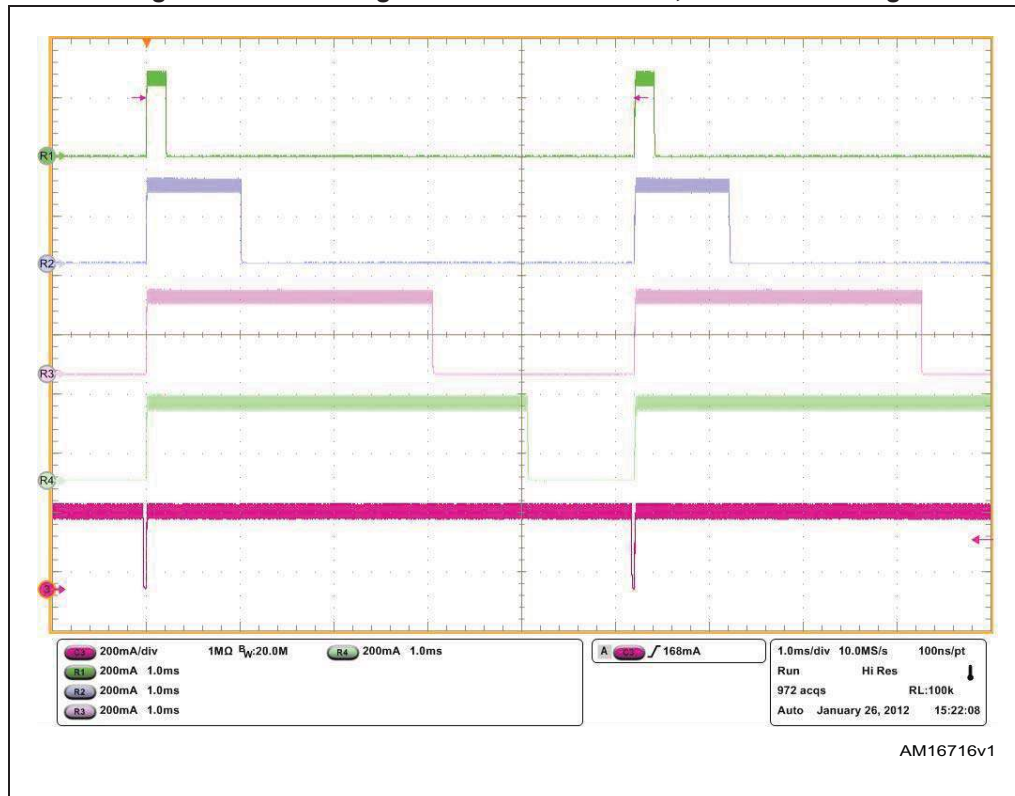 R1
R2
R3
R4
3
C3 200mA/div 1MΩ BW:20.0M R4 200mA 1.0ms
R1 200mA 1.0ms
R2 200mA 1.0ms
R3 200mA 1.0ms
A C3 168mA
1.0ms/div 10.0MS/s 100ns/pt
Run Hi Res
972 acqs RL:100k
Auto January 26, 2012 15:22:08
AM16716v1